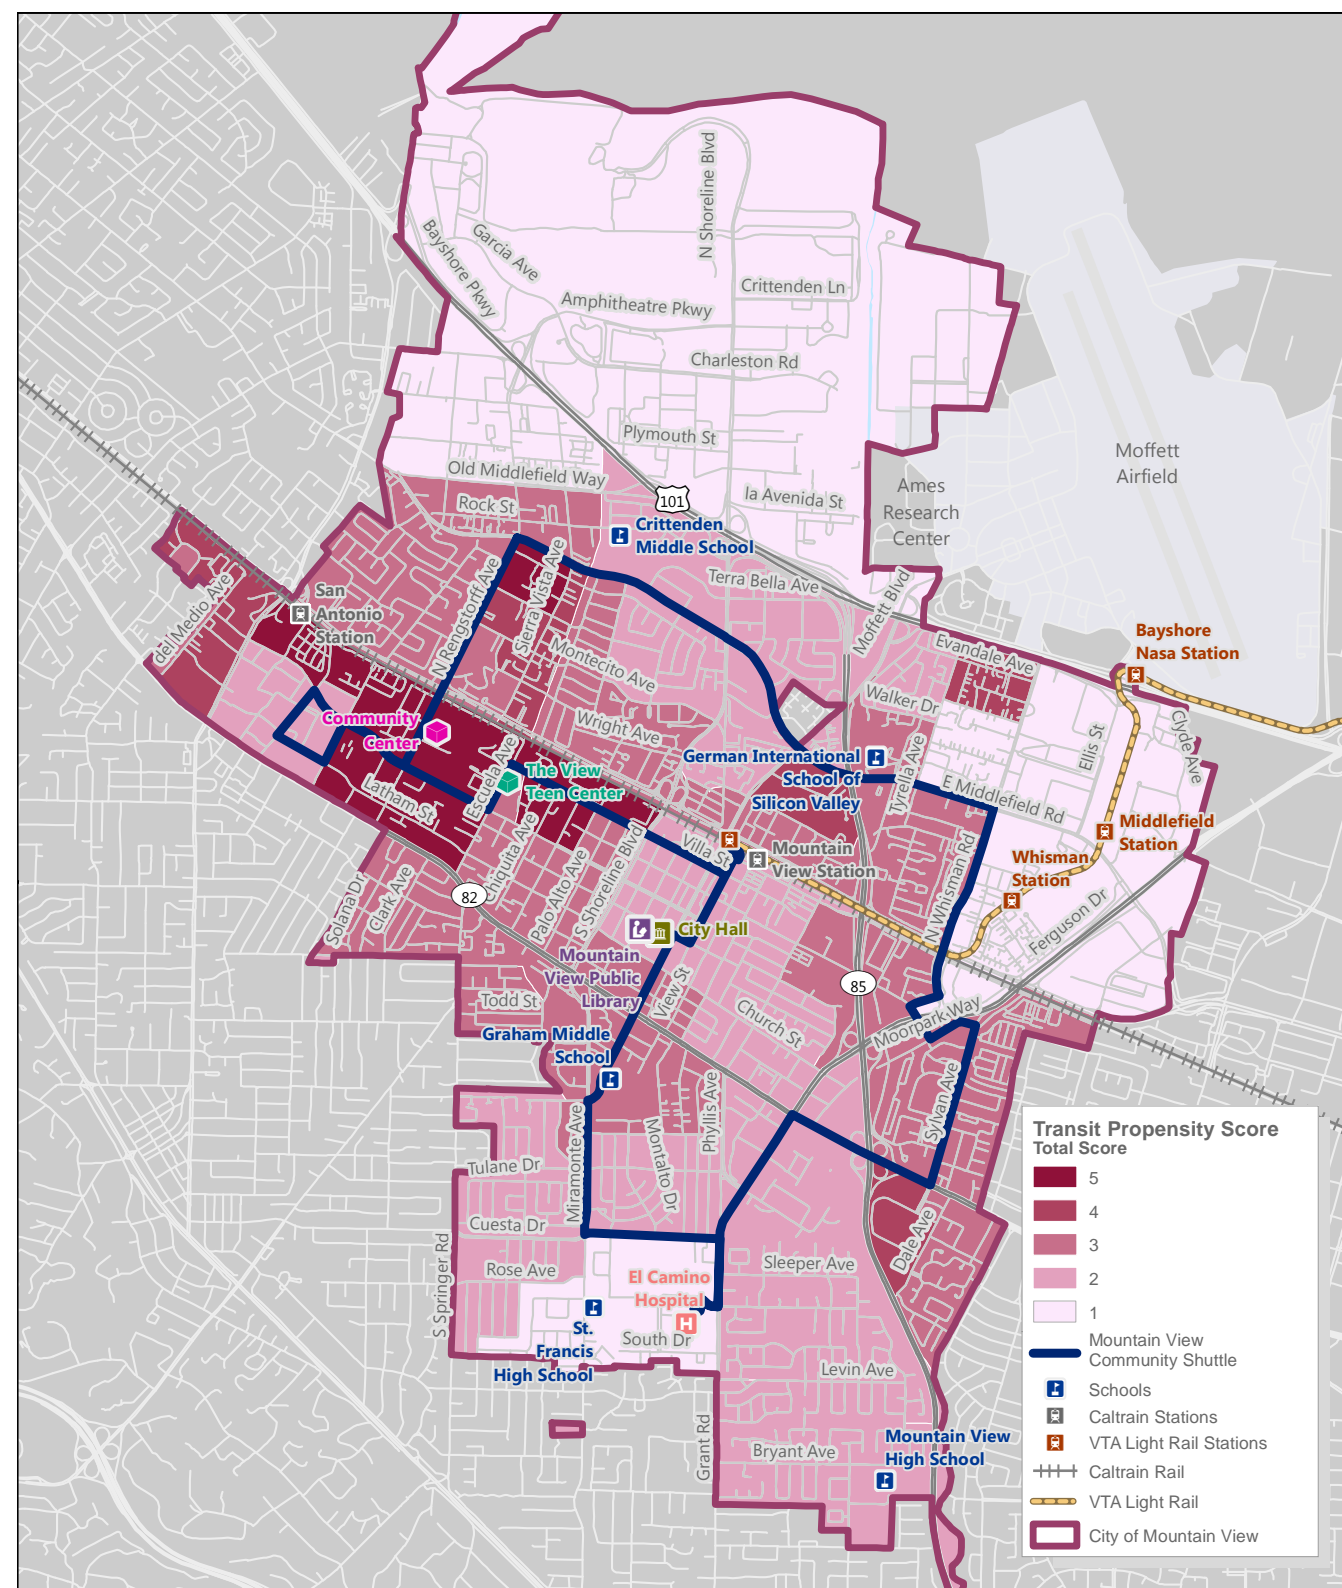 N Shoreline Blvd
Garcia Ave
Bayshore Pkwy
Crittenden Ln
Amphitheatre Pkwy
Charleston Rd
Plymouth St
Moffett
Airfield
Old Middlefield Way
Rock St
101
la Avenida St
Ames
Research
Center
Crittenden
Middle School
Terra Bella Ave
Moffett Blvd
San
Antonio
Station
del Medio Ave
N Rengstorff Ave
Sierra Vista Ave
Montecito Ave
Wright Ave
Evandale Ave
Bayshore
Nasa Station
Walker Dr
Community
Center
Escuela Ave
The View
Teen Center
Latham St
German International
School of
Silicon Valley
Tyrella Ave
E Middlefield Rd
Ellis St
Clyde Ave
Middlefield
Station
Whisman
Station
Ferguson Dr
N Whisman Rd
Villa St
Mountain
View Station
82
Chiquita Ave
Palo Alto Ave
S Shoreline Blvd
Solana Dr
Clark Ave
City Hall
Mountain
View Public
Library
View St
Church St
85
Moorpark Way
Todd St
Graham Middle
School
Sylvan Ave
Miramonte Ave
Montalto Dr
Phyllis Ave
Tulane Dr
Cuesta Dr
Rose Ave
S Springer Rd
Dale Ave
Sleeper Ave
El Camino
Hospital
H
South Dr
St.
Francis
High School
Levin Ave
Grant Rd
Bryant Ave
Mountain View
High School
Transit Propensity Score
Total Score
5
4
3
2
1
Mountain View
Community Shuttle
Schools
Caltrain Stations
VTA Light Rail Stations
Caltrain Rail
VTA Light Rail
City of Mountain View